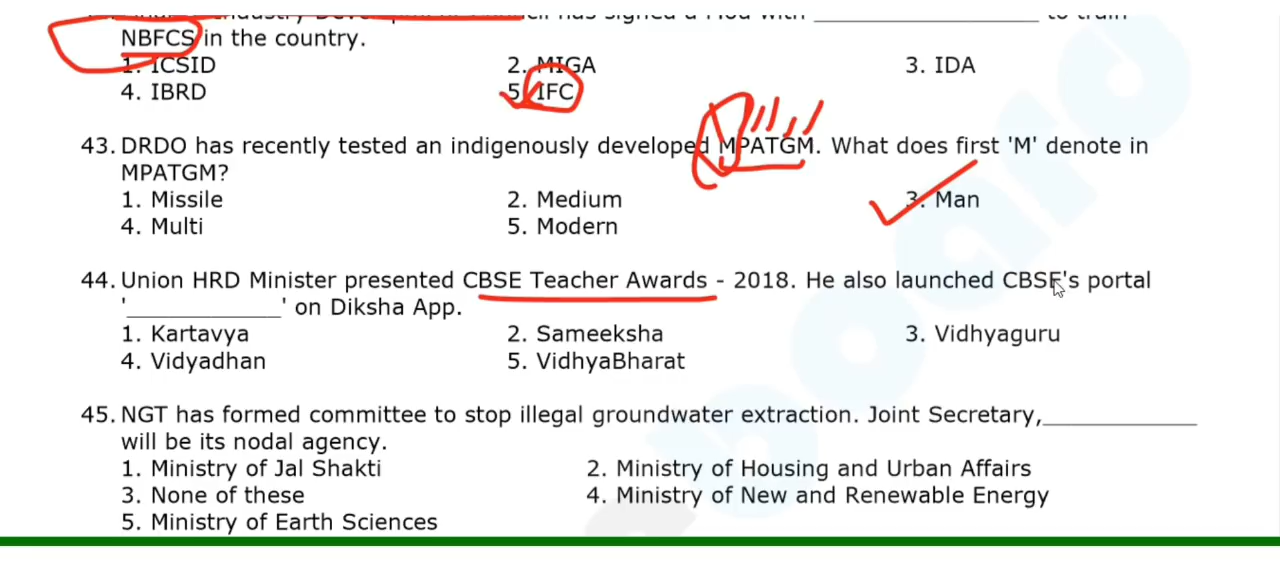 to train
NBFCS in the country.
1. ICSID 2. MIGA 3. IDA
4. IBRD 5. IFC
43. DRDO has recently tested an indigenously developed MPATGM. What does first 'M' denote in
MPATGM?
1. Missile 2. Medium 3. Man
4. Multi 5. Modern
44. Union HRD Minister presented CBSE Teacher Awards - 2018. He also launched CBSE's portal
'____________' on Diksha App.
1. Kartavya 2. Sameeksha 3. Vidhyaguru
4. Vidyadhan 5. VidhyaBharat
45. NGT has formed committee to stop illegal groundwater extraction. Joint Secretary,____________
will be its nodal agency.
1. Ministry of Jal Shakti 2. Ministry of Housing and Urban Affairs
3. None of these 4. Ministry of New and Renewable Energy
5. Ministry of Earth Sciences